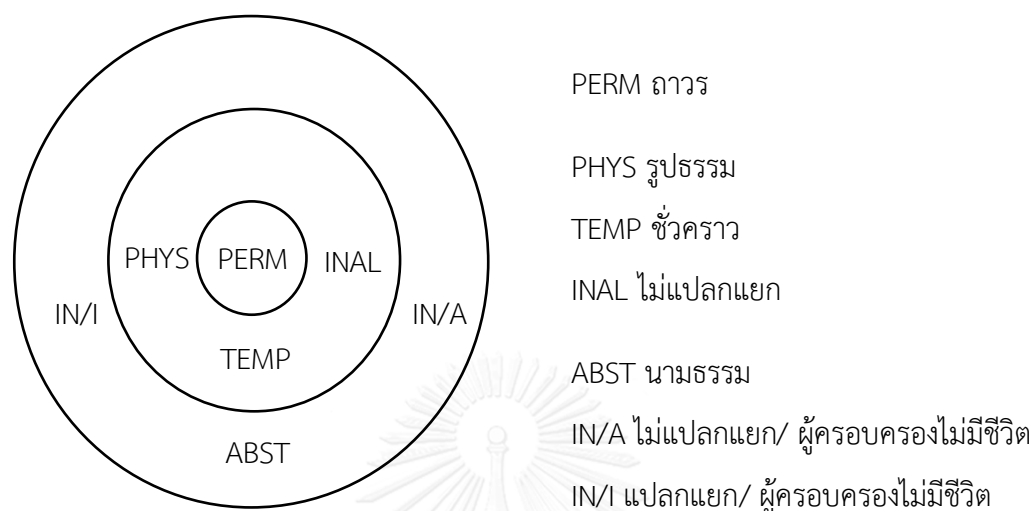 PERM ถาวร
PHYS รูปธรรม
TEMP ชั่วคราว
INAL ไม่แปลกแยก
ABST นามธรรม
IN/A ไม่แปลกแยก/ ผู้ครอบครองไม่มีชีวิต
IN/I แปลกแยก/ ผู้ครอบครองไม่มีชีวิต
PHYS PERM INAL
IN/I IN/A
TEMP
ABST